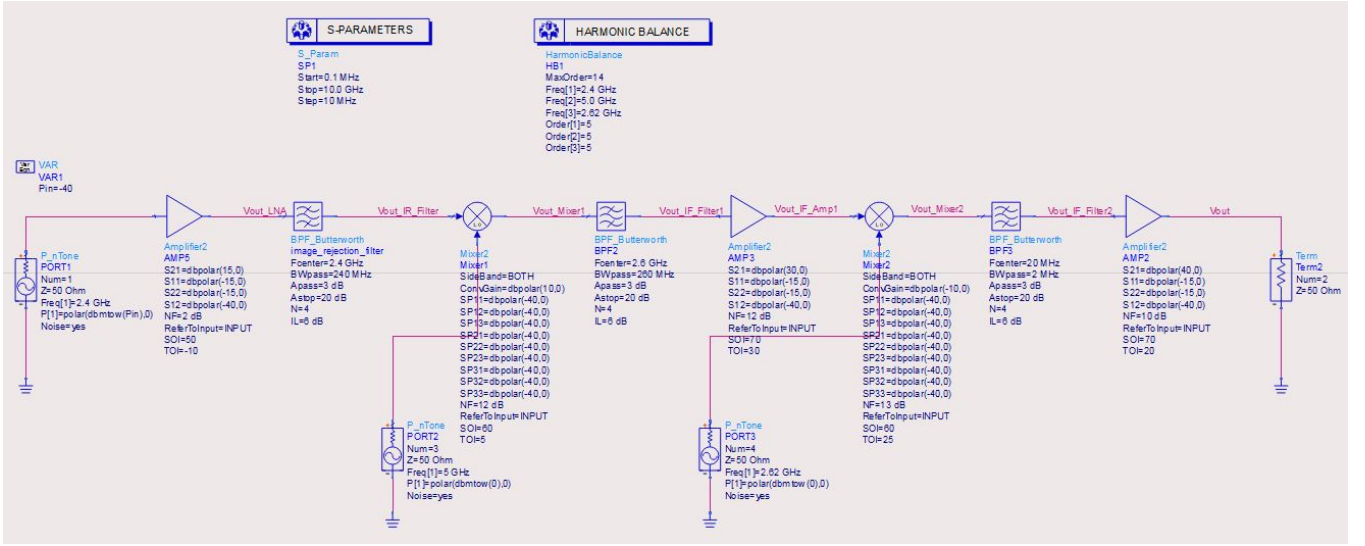 S-PARAMETERS
S_Param
SP1
Start=0.1 MHz
Stop=10.0 GHz
Step=10 MHz
HARMONIC BALANCE
HarmonicBalance
HB1
MaxOrder=14
Freq[1]=2.4 GHz
Freq[2]=5.0 GHz
Freq[3]=2.62 GHz
Order[1]=5
Order[2]=5
Order[3]=5
Var
Eqn
VAR
VAR1
Pin=-40
Vout_LNA
Vout_IR_Filter
Vout_Mixer1
Vout_IF_Filter1
Vout_IF_Amp1
Vout_Mixer2
Vout_IF_Filter2
Vout
P_nTone
PORT1
Num=1
Z=50 Ohm
Freq[1]=2.4 GHz
P[1]=polar(dbmtow(Pin),0)
Noise=yes
Amplifier2
AMP5
S21=dbpolar(15,0)
S11=dbpolar(-15,0)
S22=dbpolar(-15,0)
S12=dbpolar(-40,0)
NF=2 dB
ReferToInput=INPUT
SOI=50
TOI=-10
BPF_Butterworth
image_rejection_filter
Fcenter=2.4 GHz
BWpass=240 MHz
Apass=3 dB
Astop=20 dB
N=4
IL=6 dB
LO
Mixer2
Mixer1
SideBand=BOTH
ConvGain=dbpolar(10,0)
SP11=dbpolar(-40,0)
SP12=dbpolar(-40,0)
SP13=dbpolar(-40,0)
SP21=dbpolar(-40,0)
SP22=dbpolar(-40,0)
SP23=dbpolar(-40,0)
SP31=dbpolar(-40,0)
SP32=dbpolar(-40,0)
SP33=dbpolar(-40,0)
NF=12 dB
ReferToInput=INPUT
SOI=60
TOI=5
BPF_Butterworth
BPF2
Fcenter=2.6 GHz
BWpass=260 MHz
Apass=3 dB
Astop=20 dB
N=4
IL=6 dB
Amplifier2
AMP3
S21=dbpolar(30,0)
S11=dbpolar(-15,0)
S22=dbpolar(-15,0)
S12=dbpolar(-40,0)
NF=12 dB
ReferToInput=INPUT
SOI=70
TOI=30
LO
Mixer2
Mixer2
SideBand=BOTH
ConvGain=dbpolar(-10,0)
SP11=dbpolar(-40,0)
SP12=dbpolar(-40,0)
SP13=dbpolar(-40,0)
SP21=dbpolar(-40,0)
SP22=dbpolar(-40,0)
SP23=dbpolar(-40,0)
SP31=dbpolar(-40,0)
SP32=dbpolar(-40,0)
SP33=dbpolar(-40,0)
NF=13 dB
ReferToInput=INPUT
SOI=60
TOI=25
BPF_Butterworth
BPF3
Fcenter=20 MHz
BWpass=2 MHz
Apass=3 dB
Astop=20 dB
N=4
IL=6 dB
Amplifier2
AMP2
S21=dbpolar(40,0)
S11=dbpolar(-15,0)
S22=dbpolar(-15,0)
S12=dbpolar(-40,0)
NF=10 dB
ReferToInput=INPUT
SOI=70
TOI=20
Term
Term2
Num=2
Z=50 Ohm
P_nTone
PORT2
Num=3
Z=50 Ohm
Freq[1]=5 GHz
P[1]=polar(dbmtow(0),0)
Noise=yes
P_nTone
PORT3
Num=4
Z=50 Ohm
Freq[1]=2.62 GHz
P[1]=polar(dbmtow(0),0)
Noise=yes